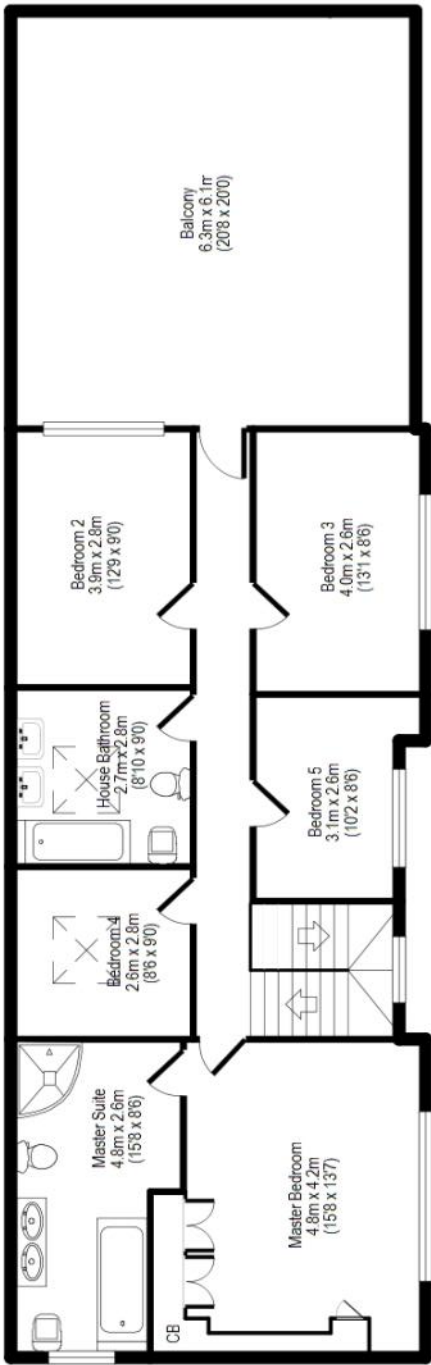 Balcony
6.3m x 6.1m
(20'8 x 20'0)
Bedroom 2
3.9m x 2.8m
(12'9 x 9'0)
Bedroom 3
4.0m x 2.6m
(13'1 x 8'6)
House Bathroom
2.7m x 2.8m
(8'10 x 9'0)
Bedroom 5
3.1m x 2.6m
(10'2 x 8'6)
Bedroom 4
2.6m x 2.8m
(8'6 x 9'0)
Master Suite
4.8m x 2.6m
(15'8 x 8'6)
Master Bedroom
4.8m x 4.2m
(15'8 x 13'7)
CB